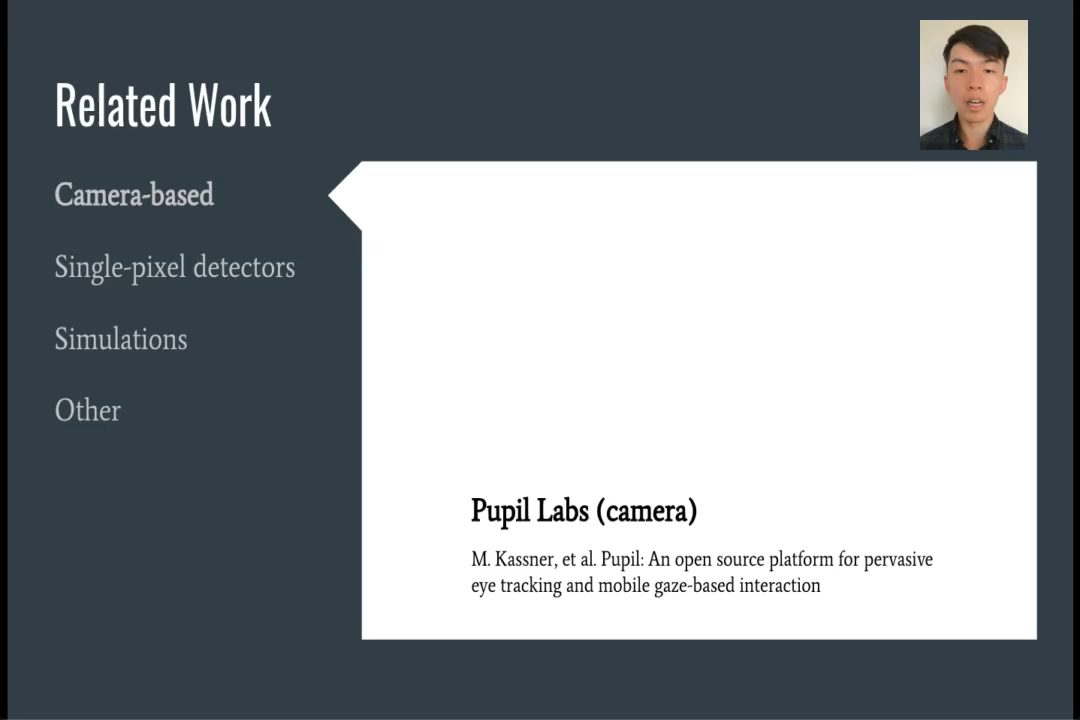 Related Work
Camera-based
Single-pixel detectors
Simulations
Other
Pupil Labs (camera)
M. Kassner, et al. Pupil: An open source platform for pervasive
eye tracking and mobile gaze-based interaction